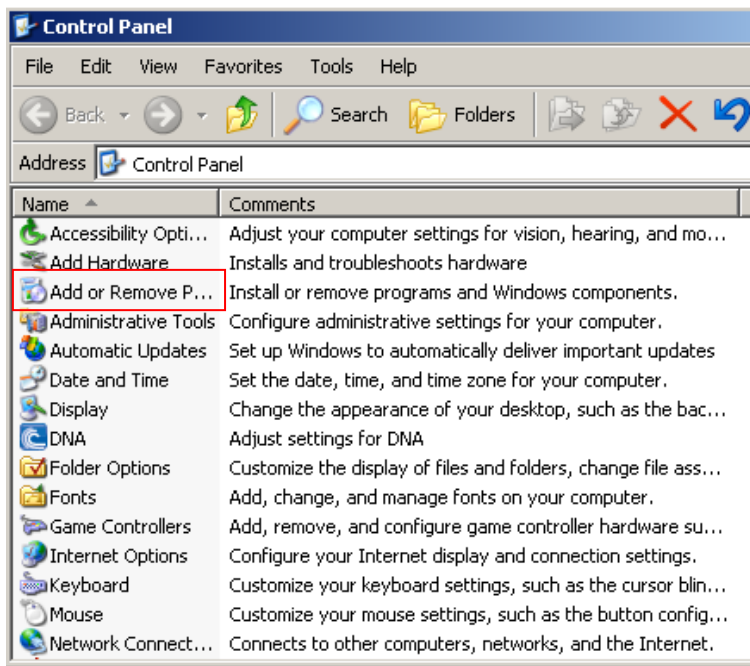 Control Panel
File Edit View Favorites Tools Help
Back Search Folders
Address Control Panel
Name Comments
Accessibility Opti... Adjust your computer settings for vision, hearing, and mo...
Add Hardware Installs and troubleshoots hardware
Add or Remove P... Install or remove programs and Windows components.
Administrative Tools Configure administrative settings for your computer.
Automatic Updates Set up Windows to automatically deliver important updates
Date and Time Set the date, time, and time zone for your computer.
Display Change the appearance of your desktop, such as the bac...
DNA Adjust settings for DNA
Folder Options Customize the display of files and folders, change file ass...
Fonts Add, change, and manage fonts on your computer.
Game Controllers Add, remove, and configure game controller hardware su...
Internet Options Configure your Internet display and connection settings.
Keyboard Customize your keyboard settings, such as the cursor blin...
Mouse Customize your mouse settings, such as the button config...
Network Connect... Connects to other computers, networks, and the Internet.